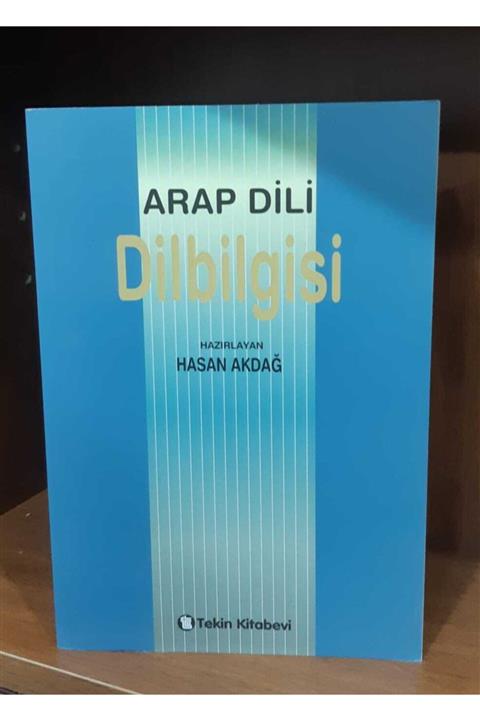 ARAP DİLİ
Dilbilgisi
HAZIRLAYAN
HASAN AKDAĞ
Tekin Kitabevi